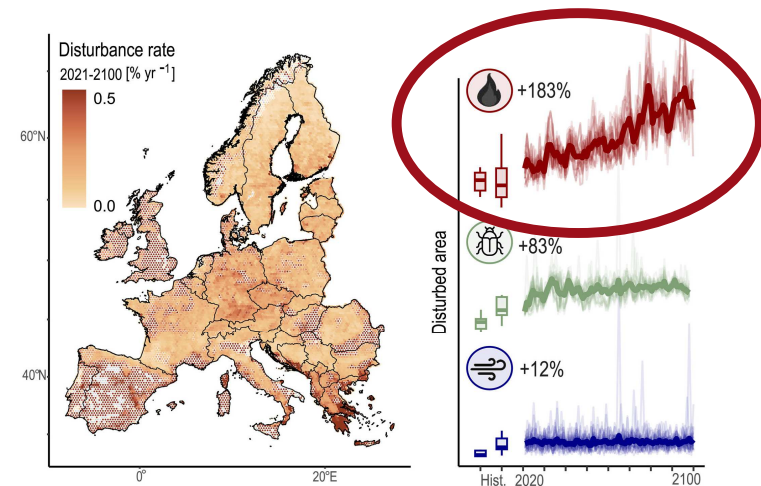 Disturbance rate
2021-2100 [% yr ⁻¹]
0.5
0.0
60°N
40°N
0°
20°E
Disturbed area
+183%
+83%
+12%
Hist. 2020 2100